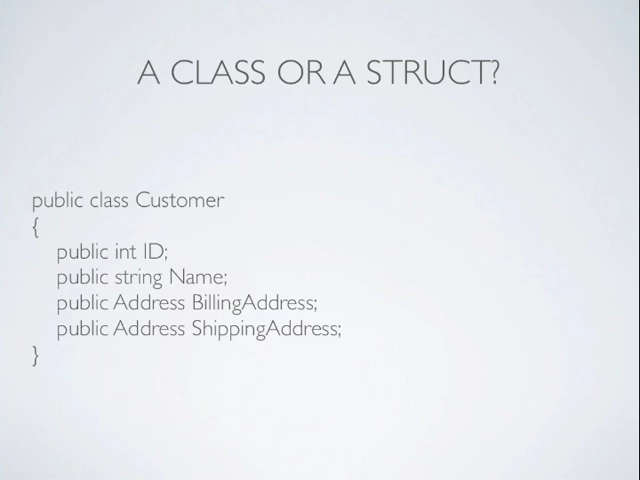 A CLASS OR A STRUCT?
public class Customer
{
public int ID;
public string Name;
public Address BillingAddress;
public Address ShippingAddress;
}